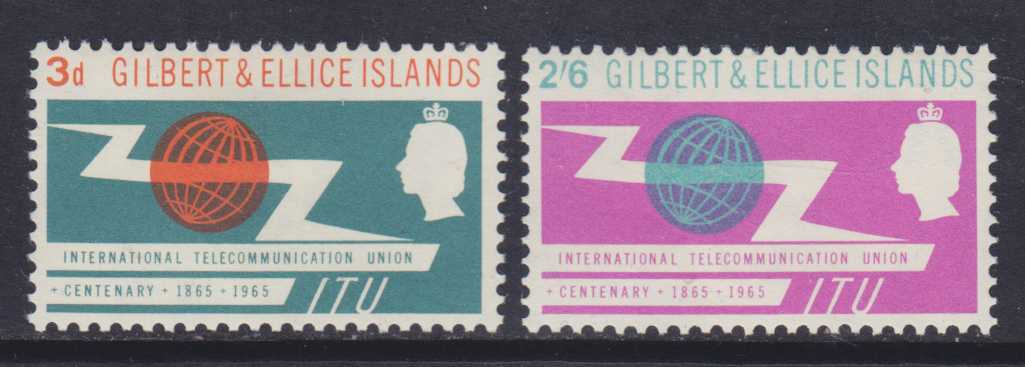 3d GILBERT & ELLICE ISLANDS
INTERNATIONAL TELECOMMUNICATION UNION
+ CENTENARY + 1865 + 1965
ITU
2/6 GILBERT & ELLICE ISLANDS
INTERNATIONAL TELECOMMUNICATION UNION
+ CENTENARY + 1865 + 1965
ITU